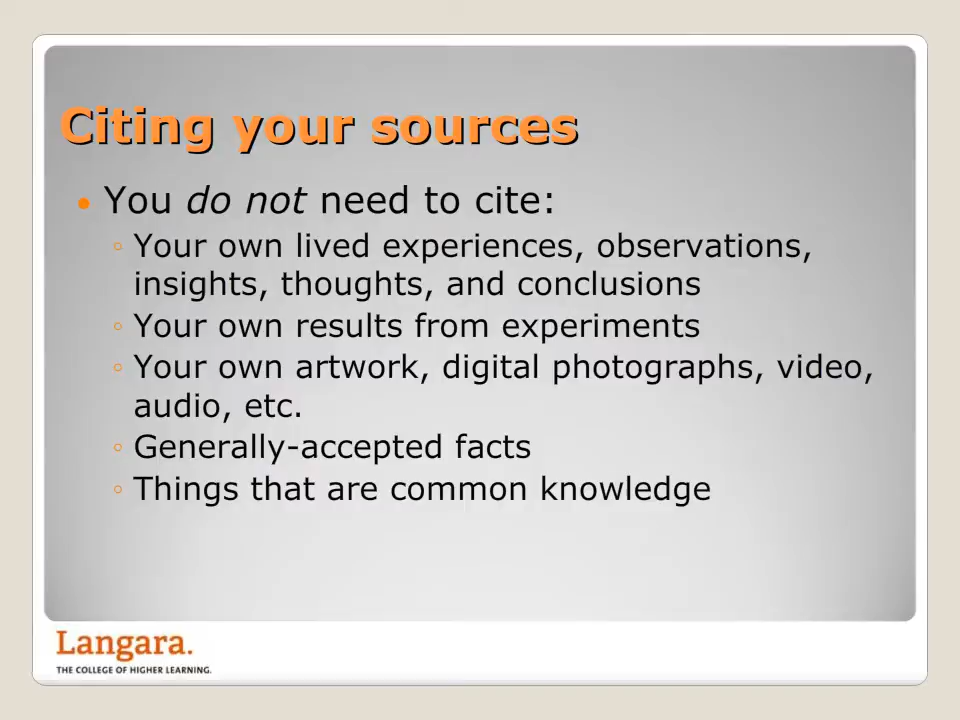 Citing your sources
• You do not need to cite:
◦ Your own lived experiences, observations,
insights, thoughts, and conclusions
◦ Your own results from experiments
◦ Your own artwork, digital photographs, video,
audio, etc.
◦ Generally-accepted facts
◦ Things that are common knowledge
Langara.
THE COLLEGE OF HIGHER LEARNING.